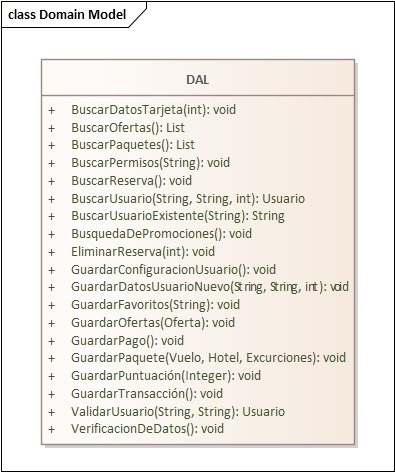 class Domain Model
DAL
+ BuscarDatosTarjeta(int): void
+ BuscarOfertas(): List
+ BuscarPaquetes(): List
+ BuscarPermisos(String): void
+ BuscarReserva(): void
+ BuscarUsuario(String, String, int): Usuario
+ BuscarUsuarioExistente(String): String
+ BusquedaDePromociones(): void
+ EliminarReserva(int): void
+ GuardarConfiguracionUsuario(): void
+ GuardarDatosUsuarioNuevo(String, String, int): void
+ GuardarFavoritos(String): void
+ GuardarOfertas(Oferta): void
+ GuardarPago(): void
+ GuardarPaquete(Vuelo, Hotel, Excurciones): void
+ GuardarPuntuación(Integer): void
+ GuardarTransacción(): void
+ ValidarUsuario(String, String): Usuario
+ VerificacionDeDatos(): void